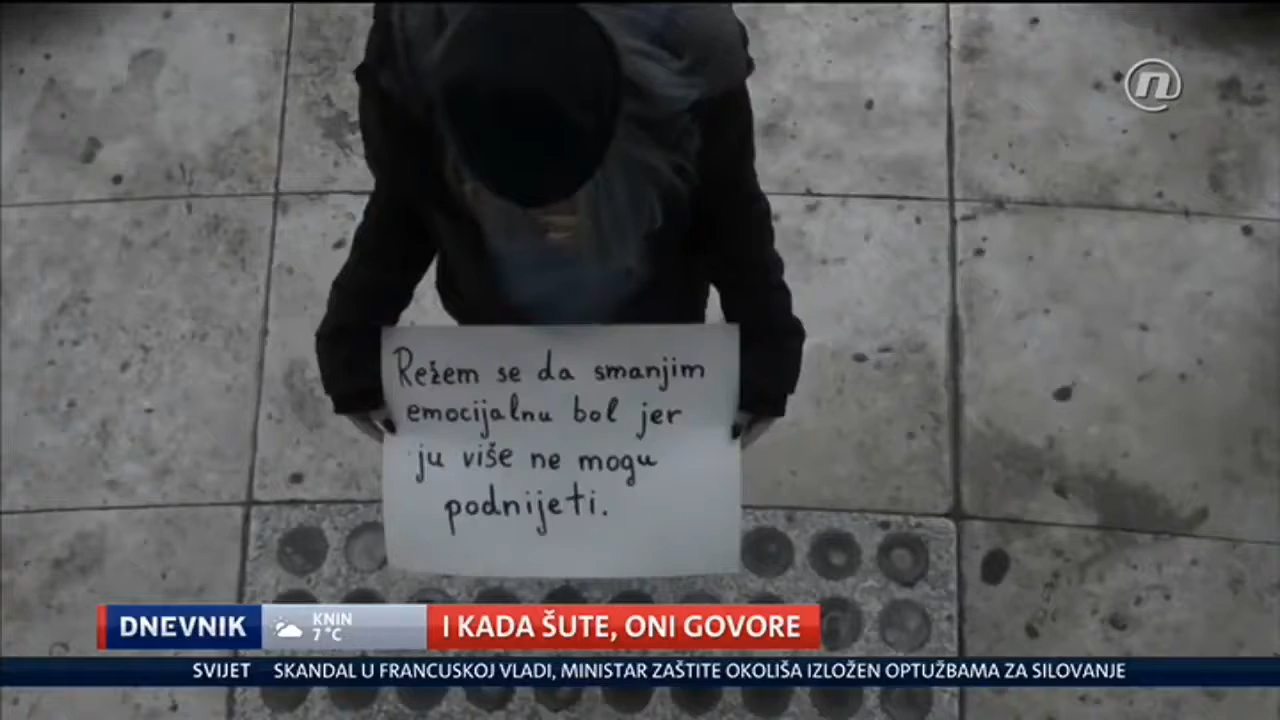 Režem se da smanjim
emocijalnu bol jer
ju više ne mogu
podnijeti.
DNEVNIK
KNIN
7°C
I KADA ŠUTE, ONI GOVORE
SVIJET SKANDAL U FRANCUSKOJ VLADI, MINISTAR ZAŠTITE OKOLIŠA IZLOŽEN OPTUŽBAMA ZA SILOVANJE